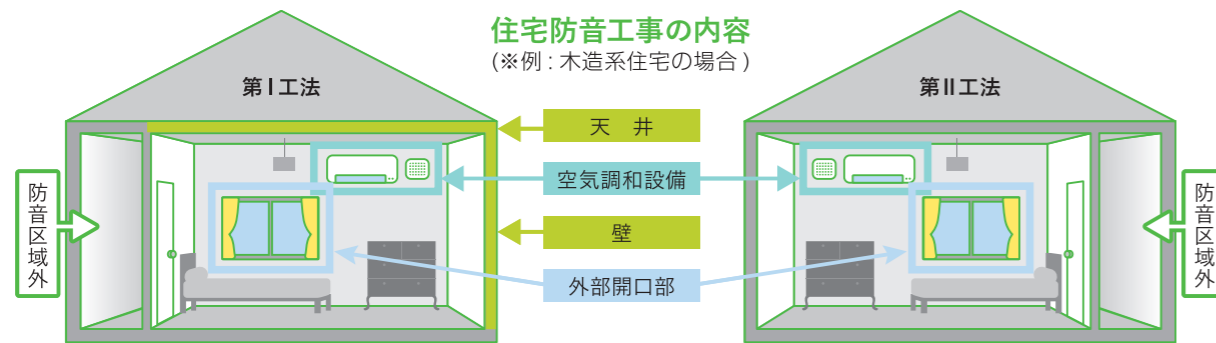 住宅防音工事の内容
(※例:木造系住宅の場合)
第Ⅰ工法
第Ⅱ工法
天 井
空気調和設備
壁
外部開口部
防音区域外
防音区域外